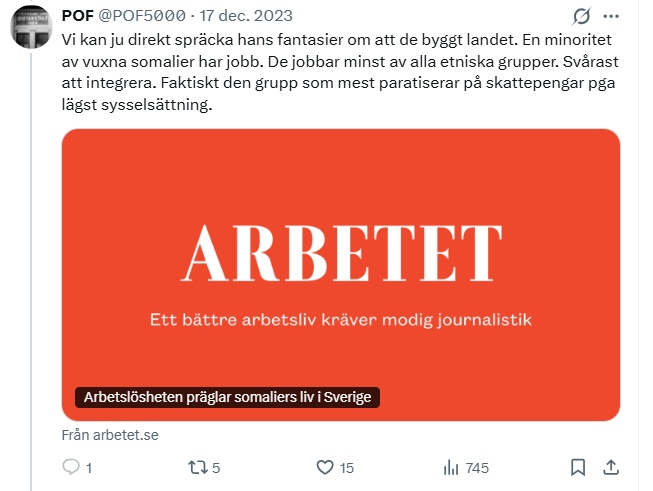 POF @POF5000 · 17 dec. 2023
Vi kan ju direkt spräcka hans fantasier om att de byggt landet. En minoritet
av vuxna somalier har jobb. De jobbar minst av alla etniska grupper. Svårast
att integrera. Faktiskt den grupp som mest paratiserar på skattepengar pga
lägst sysselsättning.
ARBETET
Ett bättre arbetsliv kräver modig journalistik
Arbetslösheten präglar somaliers liv i Sverige
Från arbetet.se
1 5 15 745